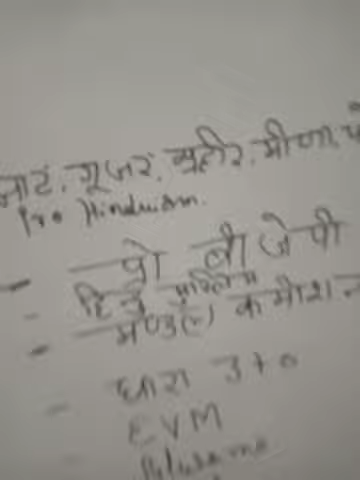 जाट, गूजर, अहीर, मीणा,
Pro Hinduism.
- प्रो बीजेपी
हिन्दु मुस्लिम
- मण्डल कमीशन
- धारा 370
EVM